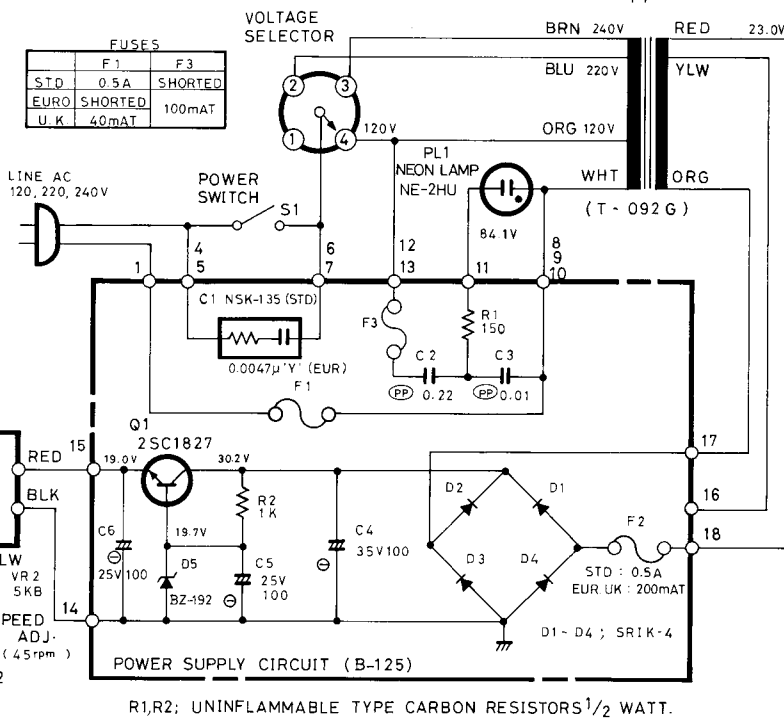 VOLTAGE
SELECTOR
BRN 240V
RED 23.0V
FUSES
F1 F3
STD 0.5A SHORTED
EURO SHORTED 100mAT
U.K. 40mAT
2 3
1 4
BLU 220V
YLW
120V
ORG 120V
PL1
NEON LAMP
NE-2HU
WHT ORG
(T-092G)
84.1V
LINE AC
120, 220, 240V
POWER
SWITCH
S1
4 6 12 8
9
1 5 7 13 11 10
C1 NSK-135 (STD)
0.0047μ'Y' (EUR)
F3
R1
150
C2 C3
PP 0.22 PP 0.01
F1
Q1
2SC1827
15
17
RED
19.0V 30.2V
BLK
R2
1K
D2 D1
16
F2
18
19.7V
C6
25V100
C4
35V100
D3 D4
LW
VR2
5KB
D5
BZ-192
C5
25V
100
STD : 0.5A
EUR.UK : 200mAT
14
PEED
ADJ.
(45rpm)
2
D1-D4 ; SRIK-4
POWER SUPPLY CIRCUIT (B-125)
R1,R2; UNINFLAMMABLE TYPE CARBON RESISTORS 1/2 WATT.